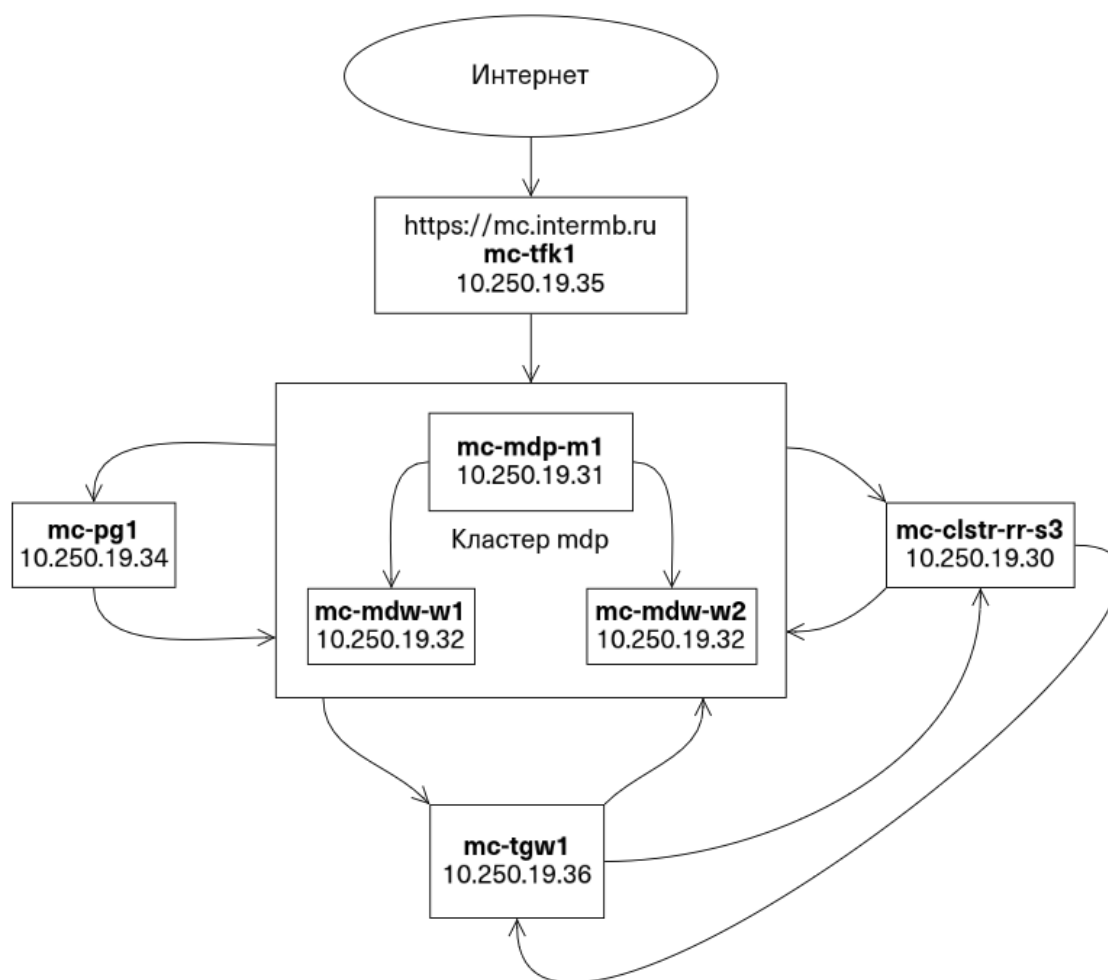 Интернет
https://mc.intermb.ru
mc-tfk1
10.250.19.35
mc-mdp-m1
10.250.19.31
Кластер mdp
mc-pg1
10.250.19.34
mc-clstr-rr-s3
10.250.19.30
mc-mdw-w1
10.250.19.32
mc-mdw-w2
10.250.19.32
mc-tgw1
10.250.19.36